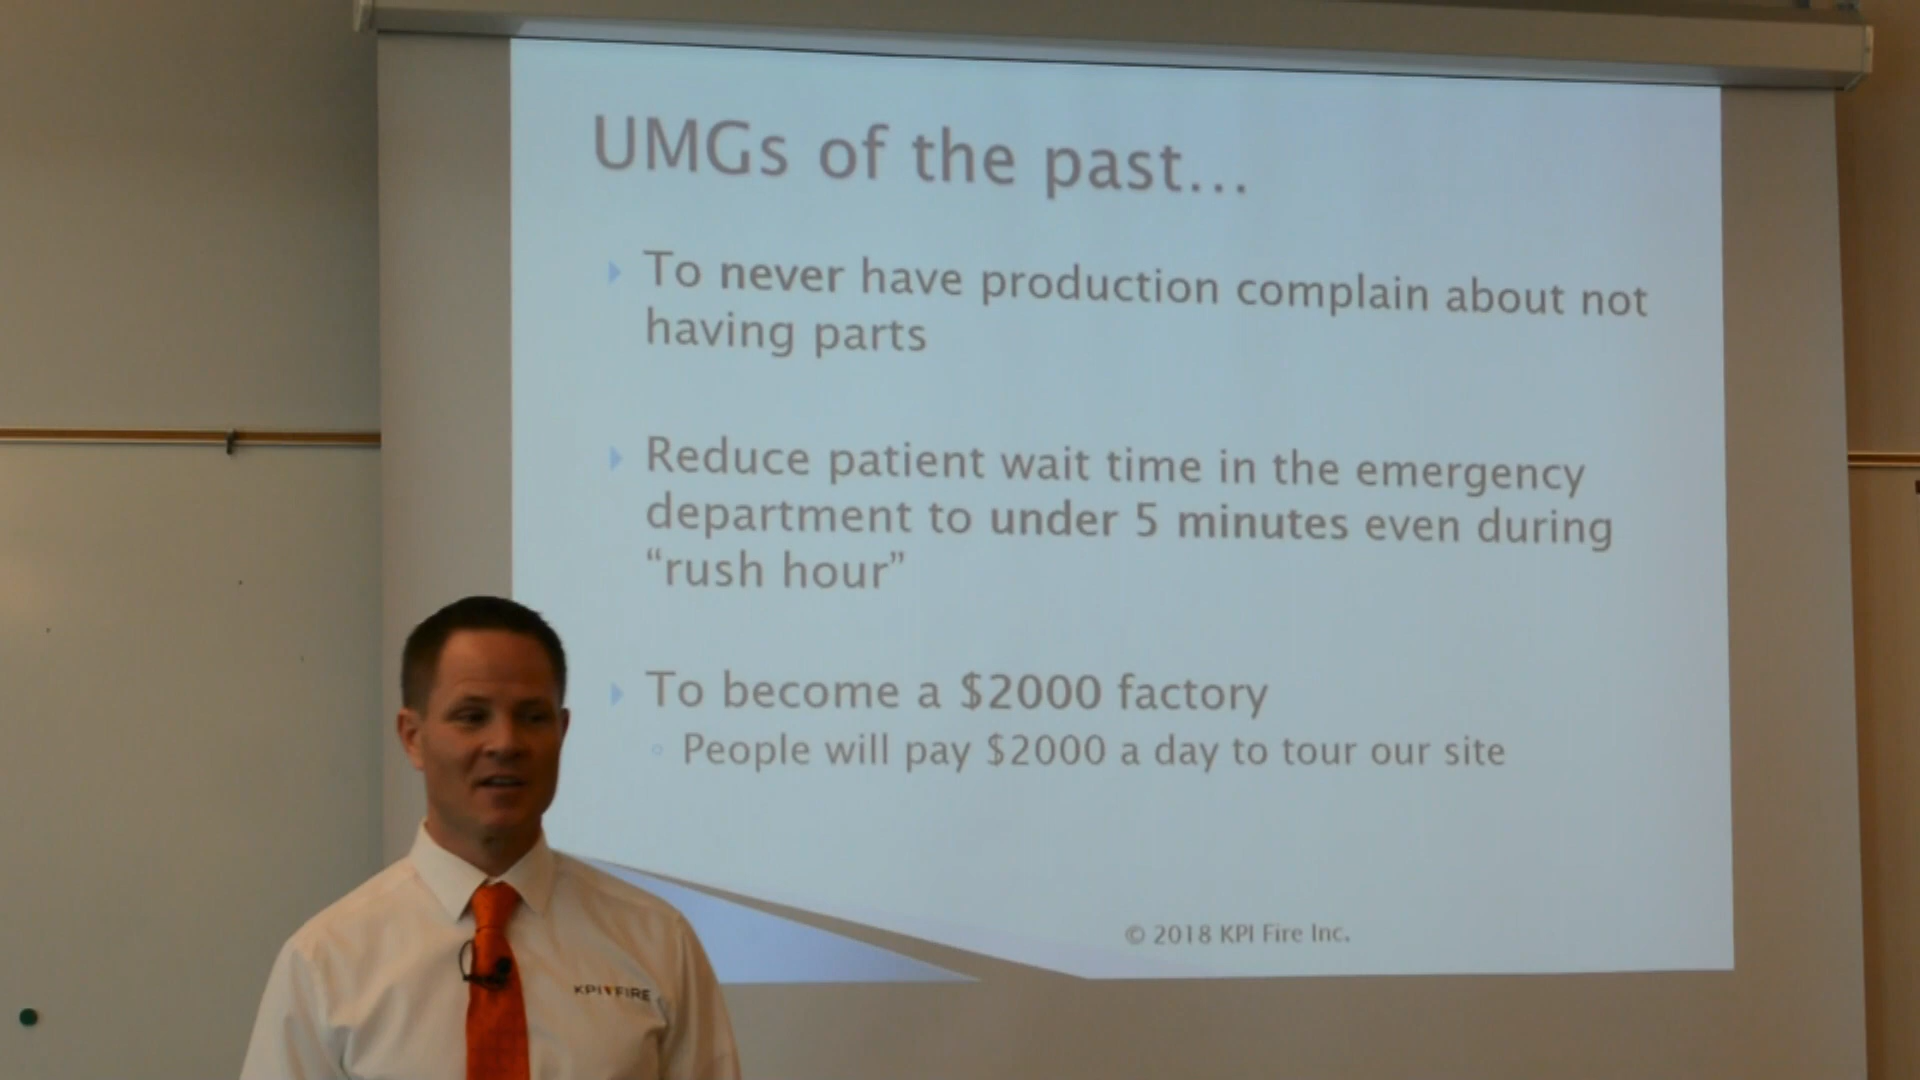 UMGs of the past...
To never have production complain about not
having parts
Reduce patient wait time in the emergency
department to under 5 minutes even during
“rush hour”
To become a $2000 factory
People will pay $2000 a day to tour our site
© 2018 KPI Fire Inc.
KPI FIRE